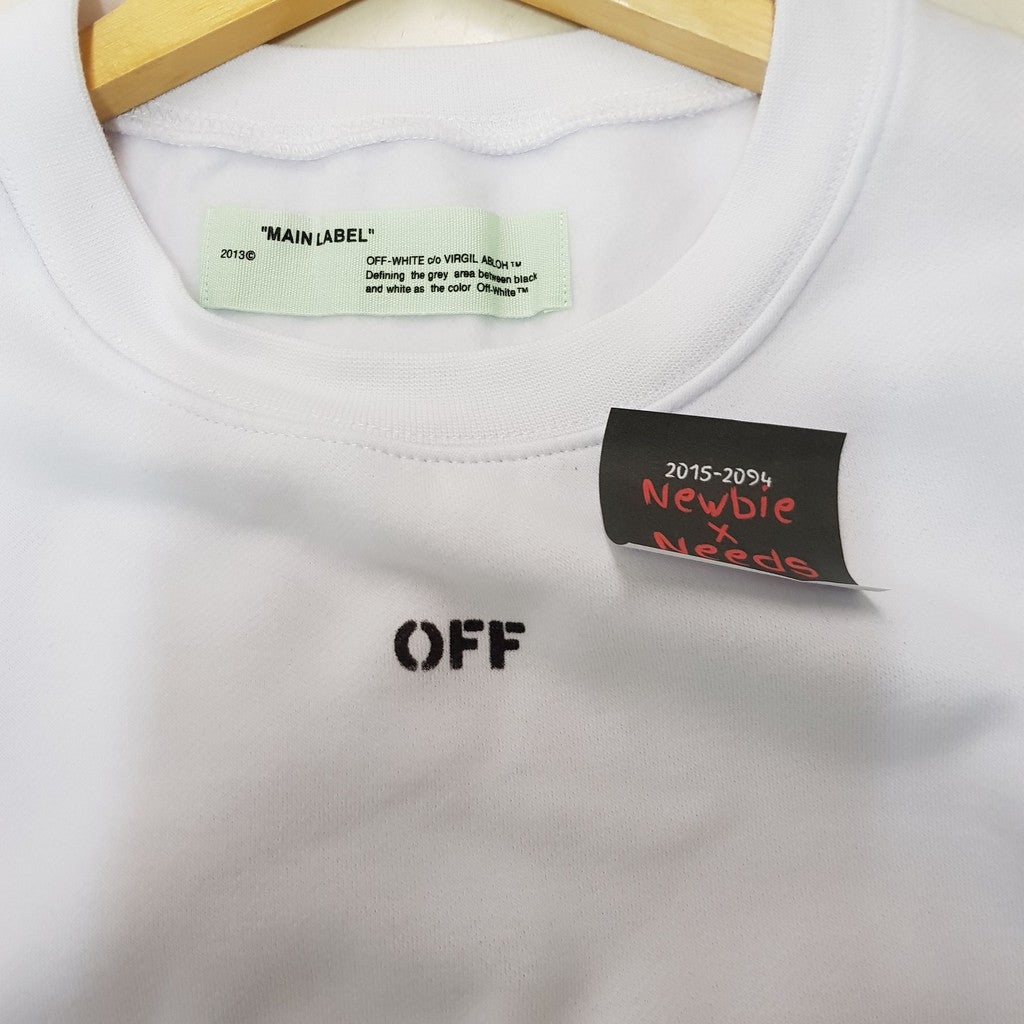 "MAIN LABEL"
2013©
OFF-WHITE c/o VIRGIL ABLOH™
Defining the grey area between black
and white as the color Off-White™
2015-2094
Newbie
x
Needs
OFF